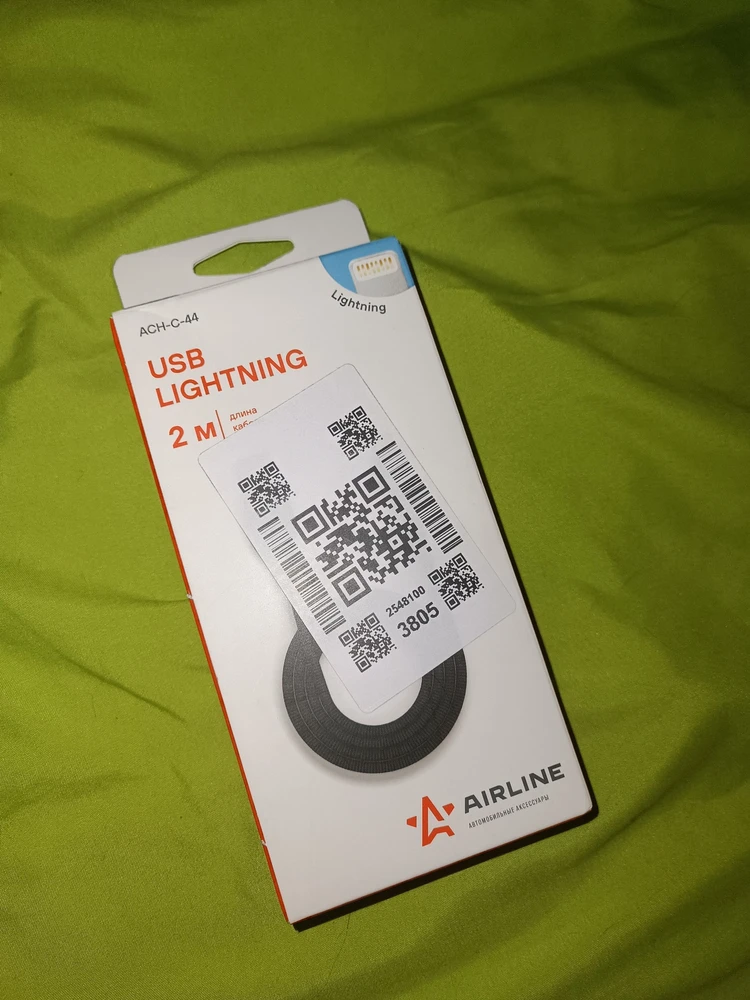 Lightning
ACH-C-44
USB
LIGHTNING
2 м
длина
2548100
3805
AIRLINE
АВТОМОБИЛЬНЫЕ АКСЕССУАРЫ